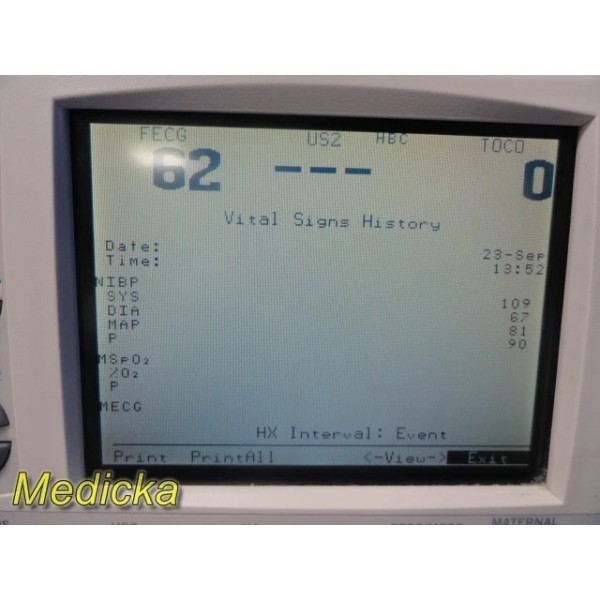 FECG US2 HBC TOCO
62 --- 0
Vital Signs History
Date: 23-Sep
Time: 13:52
NIBP
SYS 109
DIA 67
MAP 81
P 90
MSpO₂
%O₂
P
MECG
HX Interval: Event
Print PrintAll <-View-> Exit
Medicka
MATERNAL